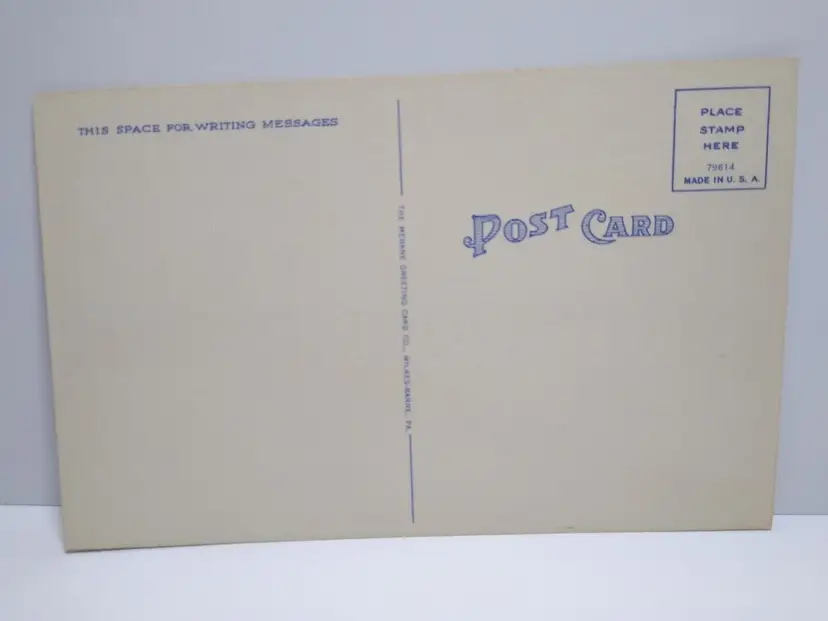 THIS SPACE FOR WRITING MESSAGES
PLACE
STAMP
HERE
79614
MADE IN U. S. A.
POST CARD
THE MEBANE GREETING CARD CO., WILKES-BARRE, PA.